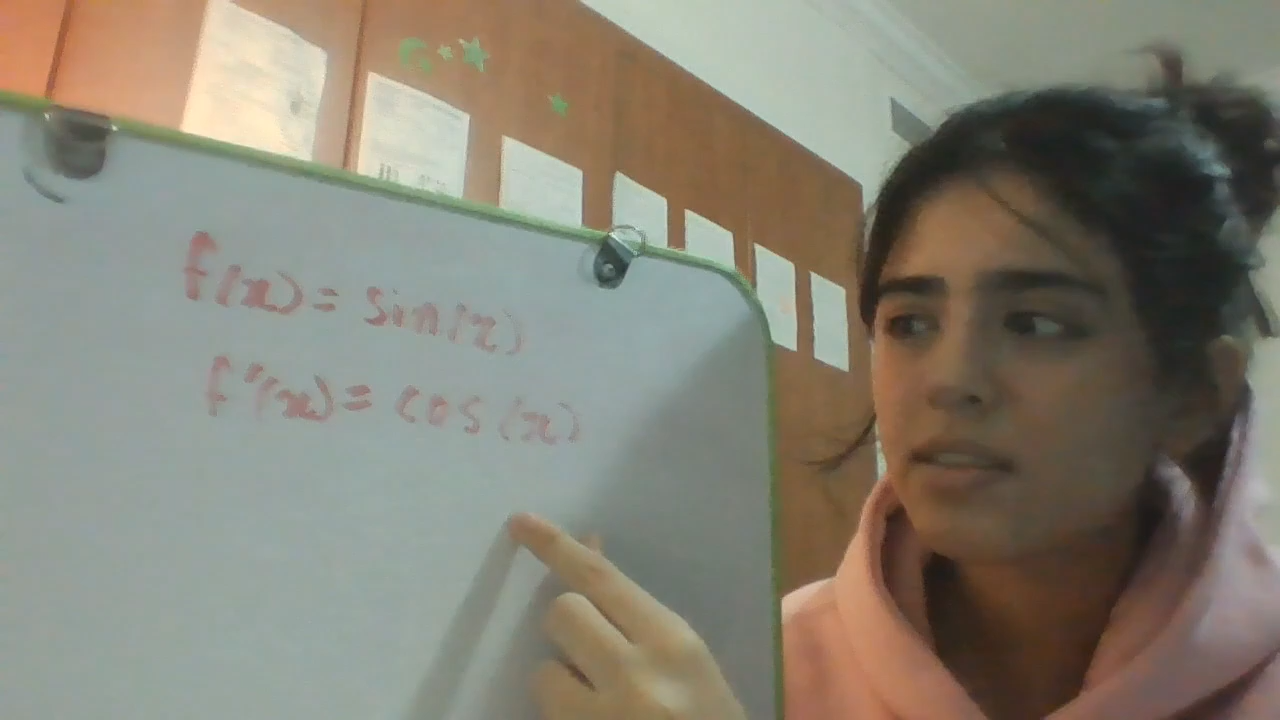 f(x) = sin(x)
f''(x) = cos(x)